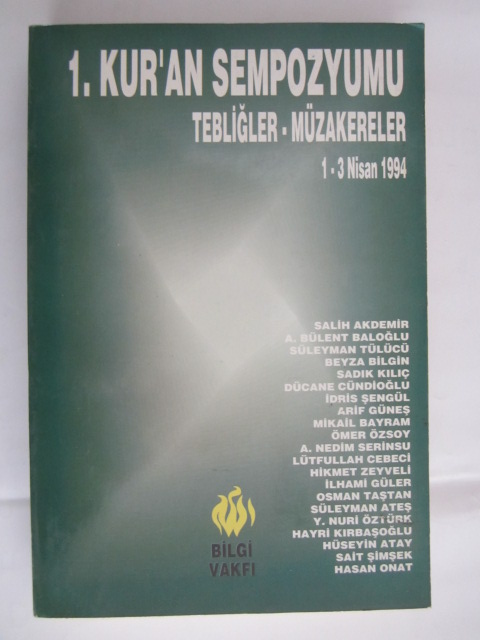 1. KUR'AN SEMPOZYUMU
TEBLİĞLER - MÜZAKERELER
1 - 3 Nisan 1994
SALİH AKDEMİR
A. BÜLENT BALOĞLU
SÜLEYMAN TÜLÜCÜ
BEYZA BİLGİN
SADIK KILIÇ
DÜCANE CÜNDİOĞLU
İDRİS ŞENGÜL
ARİF GÜNEŞ
MİKAİL BAYRAM
ÖMER ÖZSOY
A. NEDİM SERİNSU
LÜTFULLAH CEBECİ
HİKMET ZEYVELİ
İLHAMİ GÜLER
OSMAN TAŞTAN
SÜLEYMAN ATEŞ
Y. NURİ ÖZTÜRK
HAYRİ KIRBAŞOĞLU
HÜSEYİN ATAY
SAİT ŞİMŞEK
HASAN ONAT
BİLGİ
VAKFI